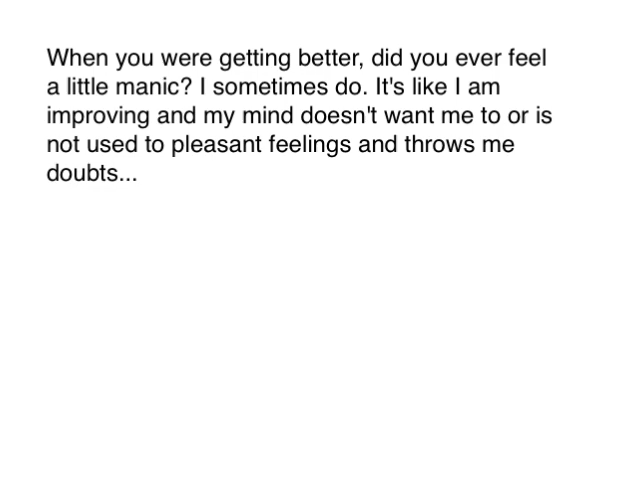 When you were getting better, did you ever feel
a little manic? I sometimes do. It's like I am
improving and my mind doesn't want me to or is
not used to pleasant feelings and throws me
doubts...